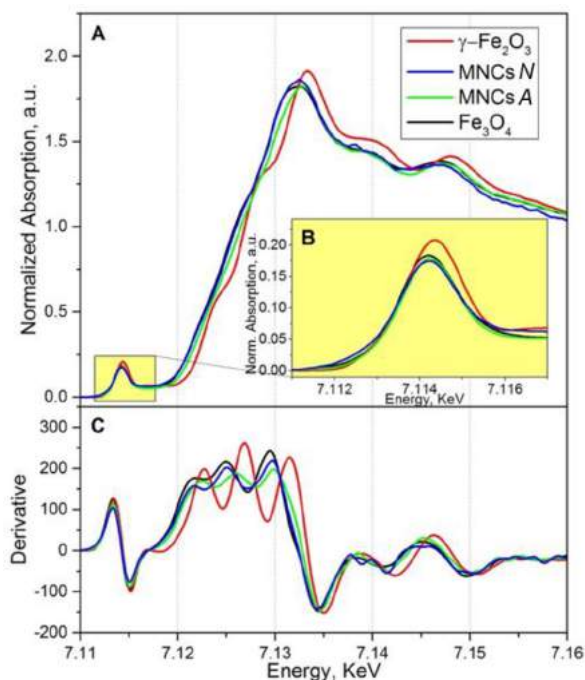 A
2.0
1.5
1.0
0.5
0.0
Normalized Absorption, a.u.
γ–Fe₂O₃
MNCs N
MNCs A
Fe₃O₄
B
0.20
0.15
0.10
0.05
0.00
Norm. Absorption, a.u.
7.112 7.114 7.116
Energy, KeV
C
300
200
100
0
-100
-200
Derivative
7.11 7.12 7.13 7.14 7.15 7.16
Energy, KeV